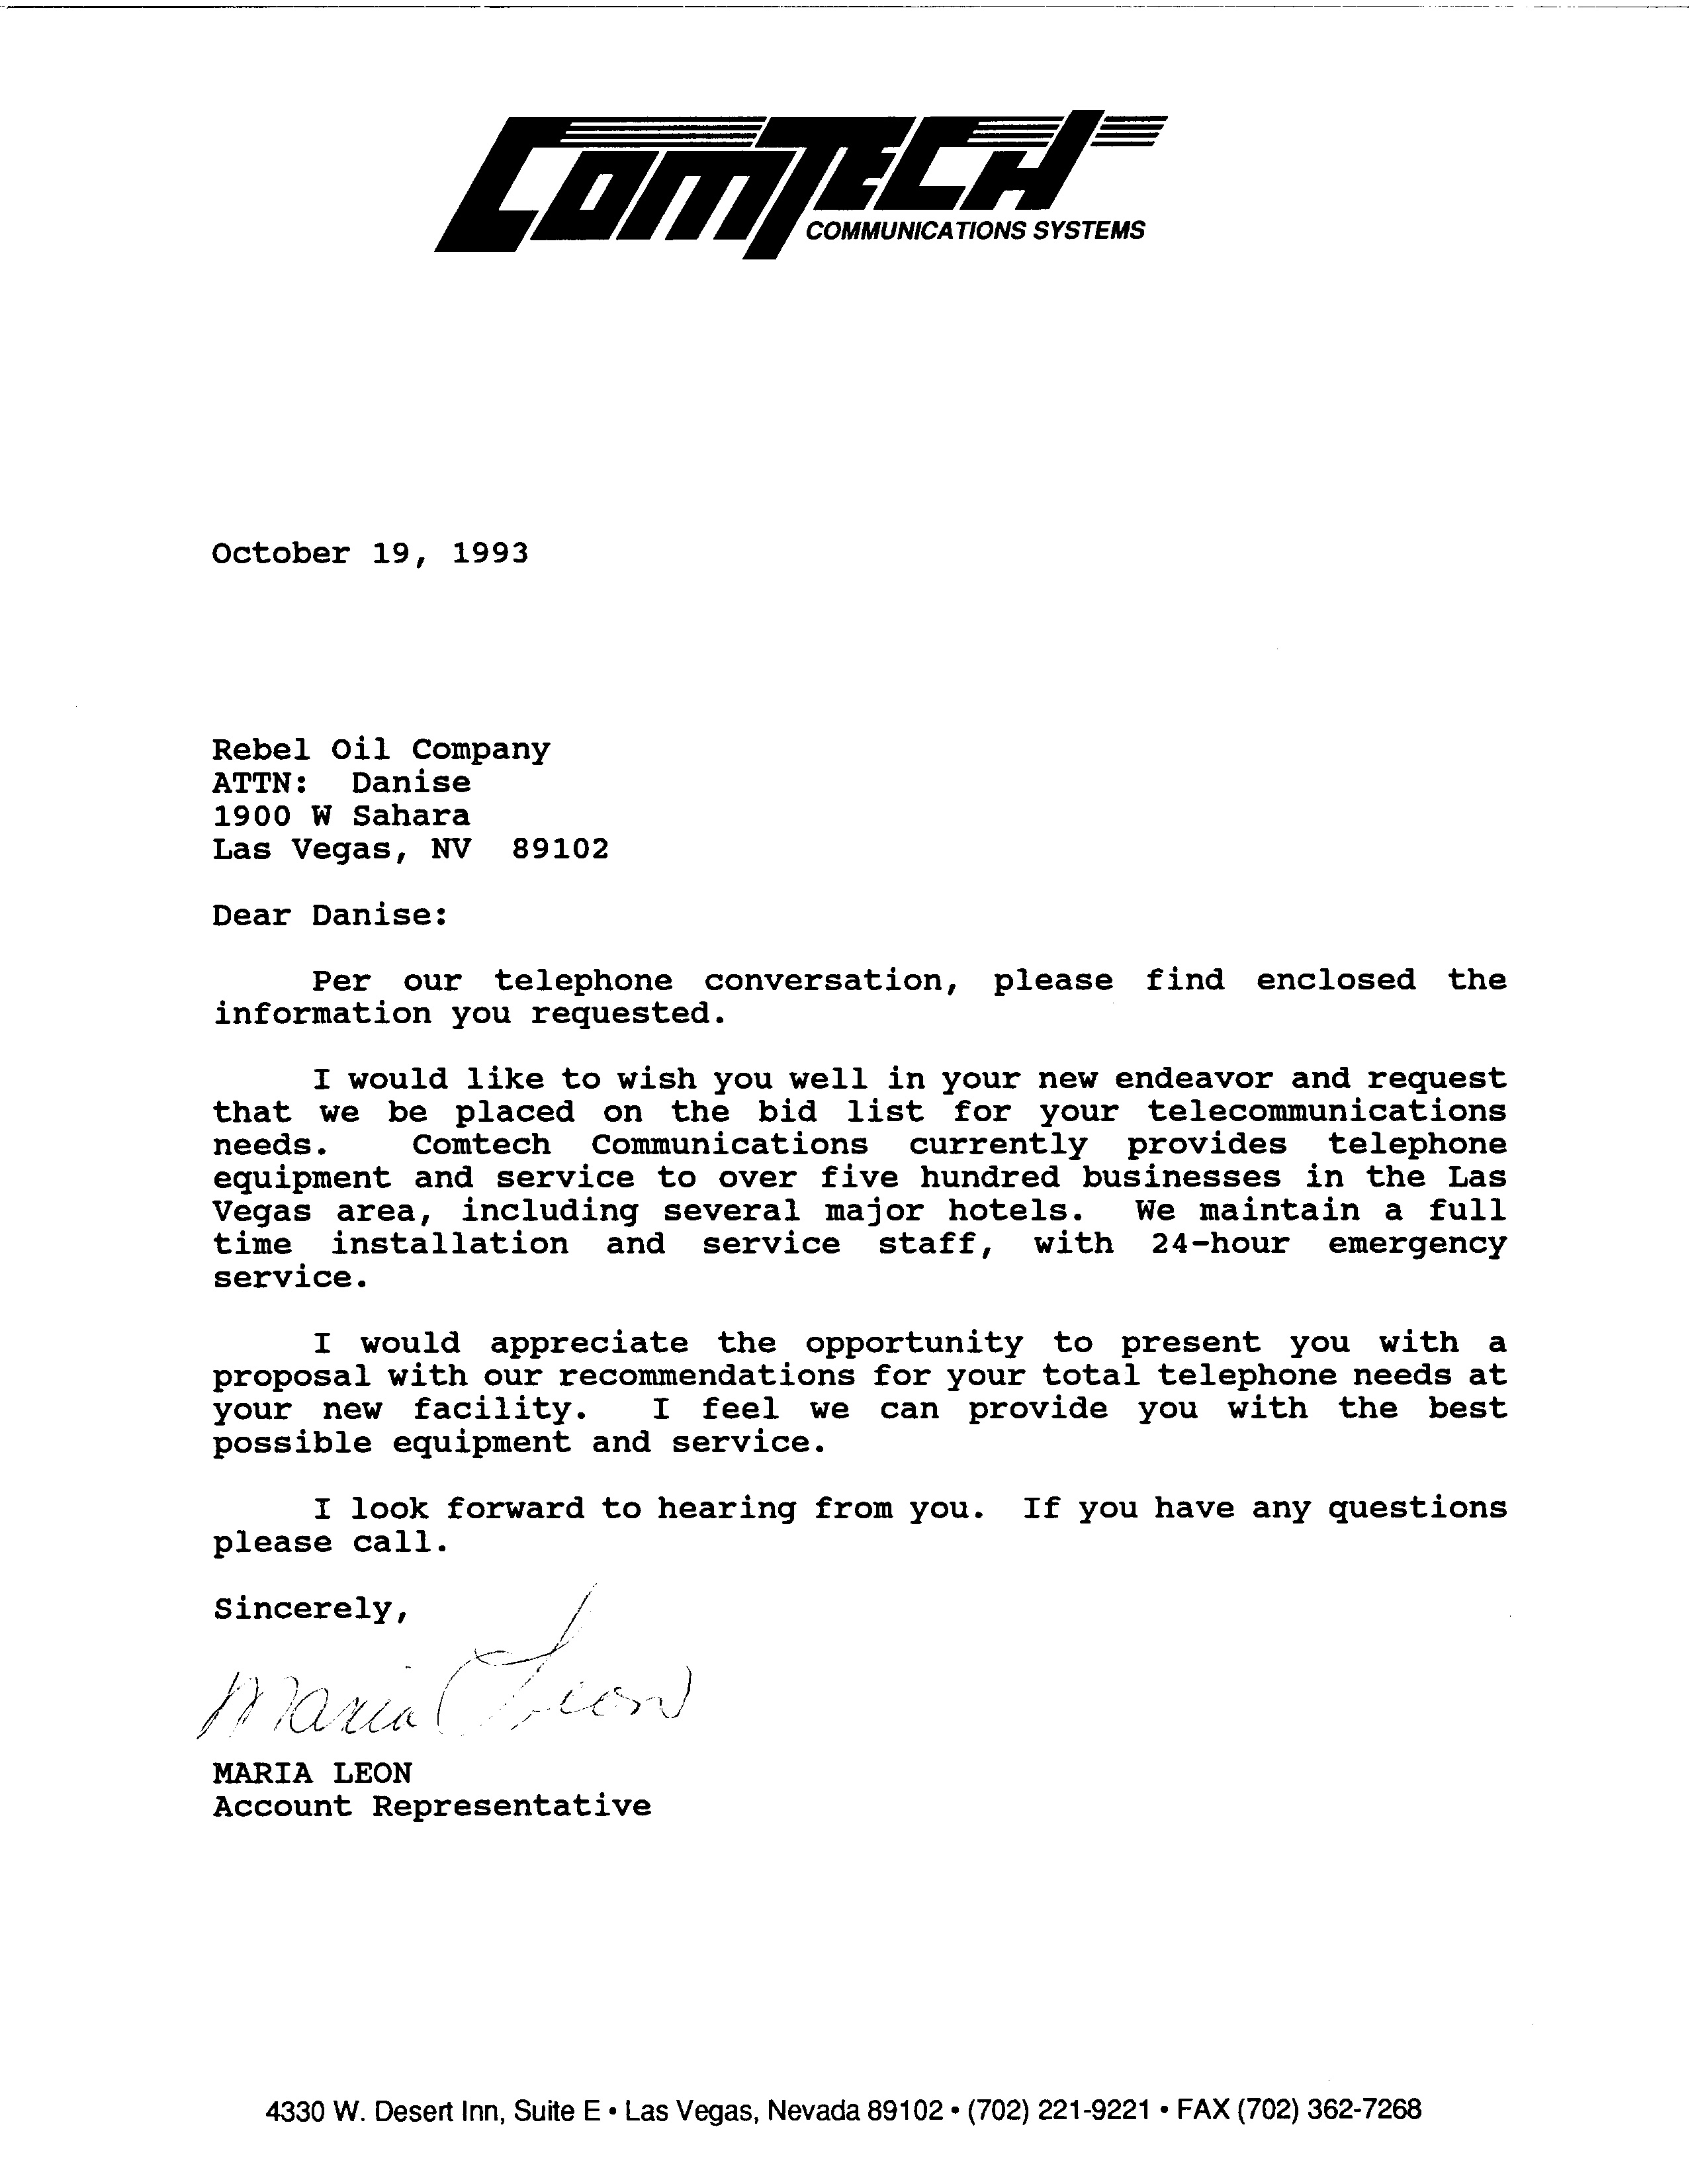 COMTECH
COMMUNICATIONS SYSTEMS
October 19, 1993
Rebel Oil Company
ATTN: Danise
1900 W Sahara
Las Vegas, NV 89102
Dear Danise:
Per our telephone conversation, please find enclosed the
information you requested.
I would like to wish you well in your new endeavor and request
that we be placed on the bid list for your telecommunications
needs. Comtech Communications currently provides telephone
equipment and service to over five hundred businesses in the Las
Vegas area, including several major hotels. We maintain a full
time installation and service staff, with 24-hour emergency
service.
I would appreciate the opportunity to present you with a
proposal with our recommendations for your total telephone needs at
your new facility. I feel we can provide you with the best
possible equipment and service.
I look forward to hearing from you. If you have any questions
please call.
Sincerely,
Maria Leon
MARIA LEON
Account Representative
4330 W. Desert Inn, Suite E • Las Vegas, Nevada 89102 • (702) 221-9221 • FAX (702) 362-7268